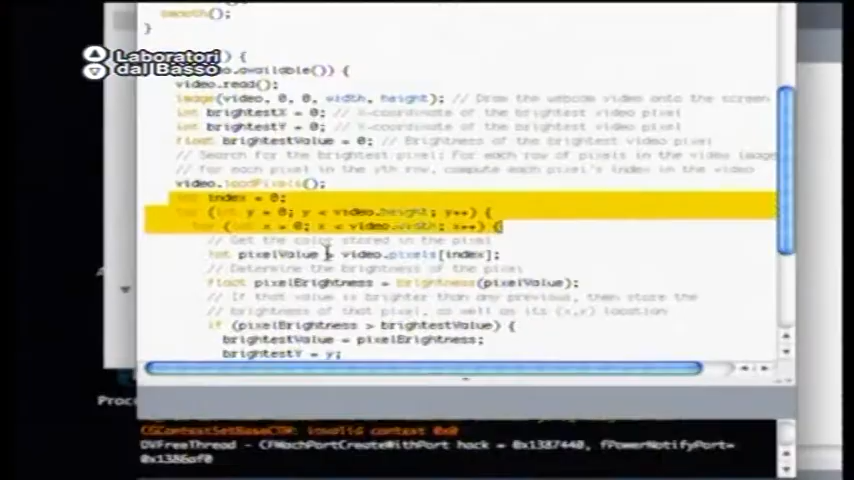 smooth();
}
Laboratori
dal Basso
() {
.available()) {
video.read();
image(video, 0, 0, width, height); // Draw the webcam video onto the screen
int brightestX = 0; // X-coordinate of the brightest video pixel
int brightestY = 0; // Y-coordinate of the brightest video pixel
float brightestValue = 0; // Brightness of the brightest video pixel
// Search for the brightest pixel: For each row of pixels in the video image
// for each pixel in the yth row, compute each pixel's index in the video
video.loadPixels();
int index = 0;
for (int y = 0; y < video.height; y++) {
for (int x = 0; x < video.width; x++) {
// Get the color stored in the pixel
int pixelValue = video.pixels[index];
// Determine the brightness of the pixel
float pixelBrightness = brightness(pixelValue);
// If that value is brighter than any previous, then store the
// brightness of that pixel, as well as its (x,y) location
if (pixelBrightness > brightestValue) {
brightestValue = pixelBrightness;
brightestY = y;
Proc
invalid context 0x0
DVFreeThread - CFMachPortCreateWithPort hack = 0x1387440, fPowerNotifyPort=
0x1386af0